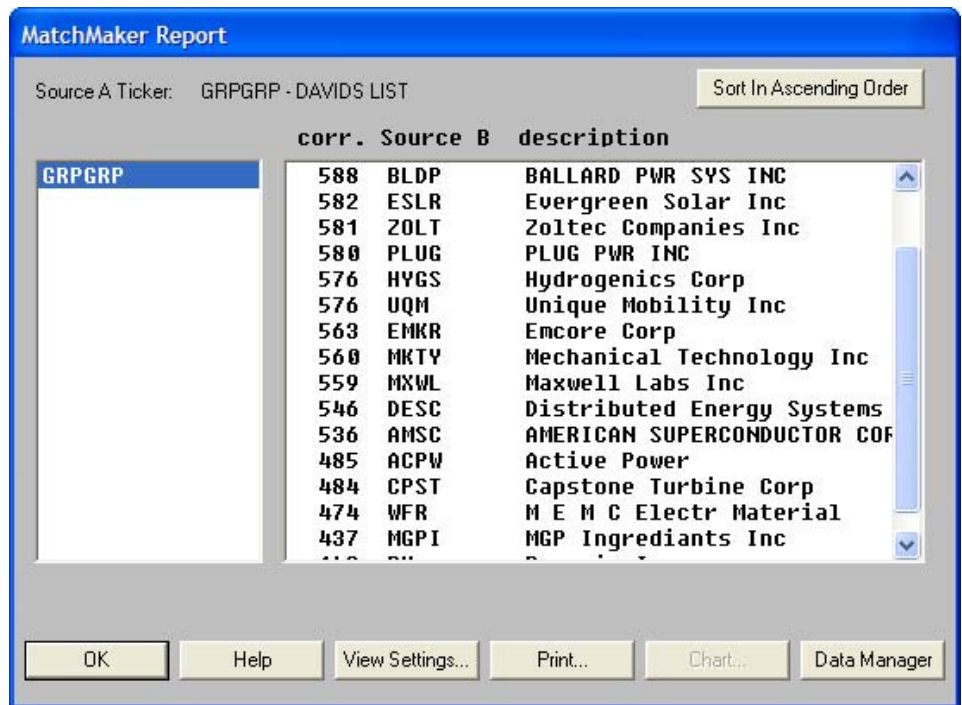 MatchMaker Report
Source A Ticker: GRPGRP - DAVIDS LIST
Sort In Ascending Order
corr. Source B description
GRPGRP
588 BLDP BALLARD PWR SYS INC
582 ESLR Evergreen Solar Inc
581 ZOLT Zoltec Companies Inc
580 PLUG PLUG PWR INC
576 HYGS Hydrogenics Corp
576 UQM Unique Mobility Inc
563 EMKR Emcore Corp
560 MKTY Mechanical Technology Inc
559 MXWL Maxwell Labs Inc
546 DESC Distributed Energy Systems
536 AMSC AMERICAN SUPERCONDUCTOR COR
485 ACPW Active Power
484 CPST Capstone Turbine Corp
474 WFR M E M C Electr Material
437 MGPI MGP Ingrediants Inc
OK Help View Settings... Print... Chart... Data Manager